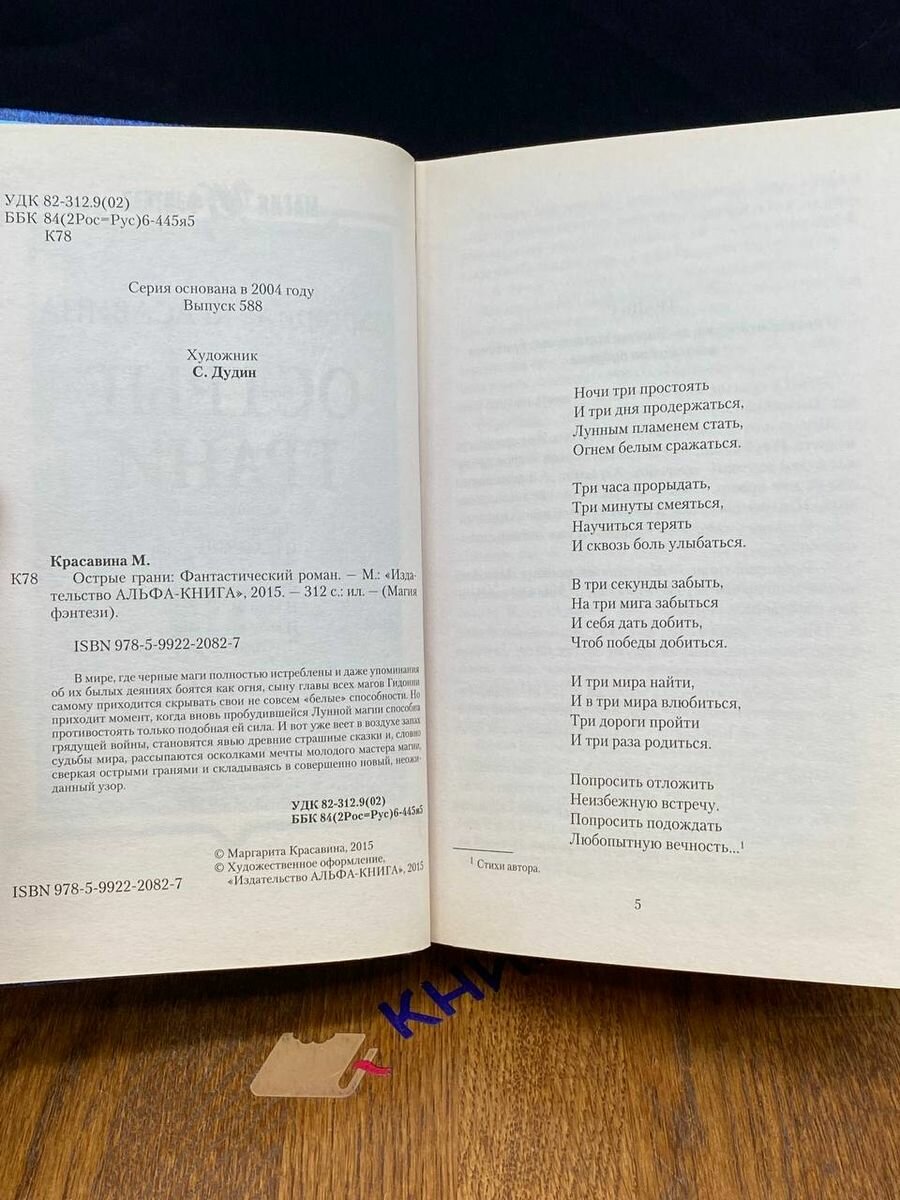 УДК 82-312.9(02)
ББК 84(2Рос=Рус)6-445я5
К78
Серия основана в 2004 году
Выпуск 588
Художник
С. Дудин
Красавина М.
К78 Острые грани: Фантастический роман. — М.: «Изда-
тельство АЛЬФА-КНИГА», 2015. — 312 с.: ил. — (Магия
фэнтези).
ISBN 978-5-9922-2082-7
В мире, где черные маги полностью истреблены и даже упоминания
об их былых деяниях боятся как огня, сыну главы всех магов Гидонии
самому приходится скрывать свои не совсем «белые» способности. Но
приходит момент, когда вновь пробудившейся Лунной магии способна
противостоять только подобная ей сила. И вот уже веет в воздухе запах
грядущей войны, становятся явью древние страшные сказки и, словно
судьбы мира, рассыпаются осколками мечты молодого мастера магии,
сверкая острыми гранями и складываясь в совершенно новый, неожи-
данный узор.
УДК 82-312.9(02)
ББК 84(2Рос=Рус)6-445я5
© Маргарита Красавина, 2015
© Художественное оформление,
«Издательство АЛЬФА-КНИГА», 2015
ISBN 978-5-9922-2082-7
Ночи три простоять
И три дня продержаться,
Лунным пламенем стать,
Огнем белым сражаться.
Три часа прорыдать,
Три минуты смеяться,
Научиться терять
И сквозь боль улыбаться.
В три секунды забыть,
На три мига забыться
И себя дать добить,
Чтоб победы добиться.
И три мира найти,
И в три мира влюбиться,
Три дороги пройти
И три раза родиться.
Попросить отложить
Неизбежную встречу.
Попросить подождать
Любопытную вечность...¹
¹ Стихи автора.
5